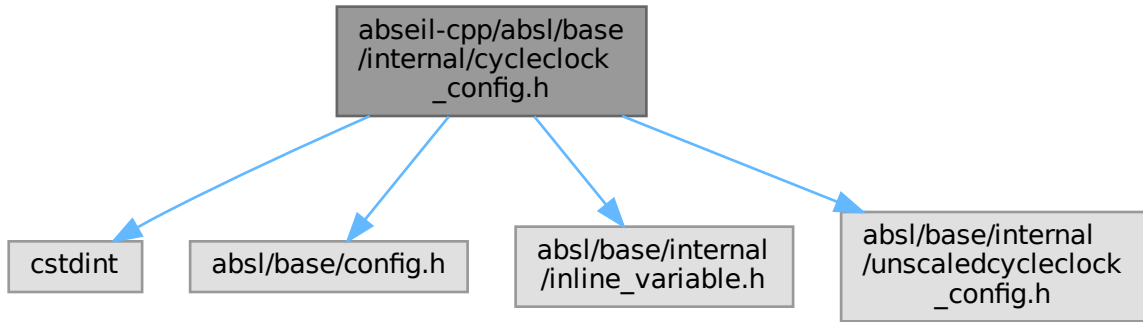 abseil-cpp/absl/base
/internal/cycleclock
_config.h
cstdint
absl/base/config.h
absl/base/internal
/inline_variable.h
absl/base/internal
/unscaledcycleclock
_config.h